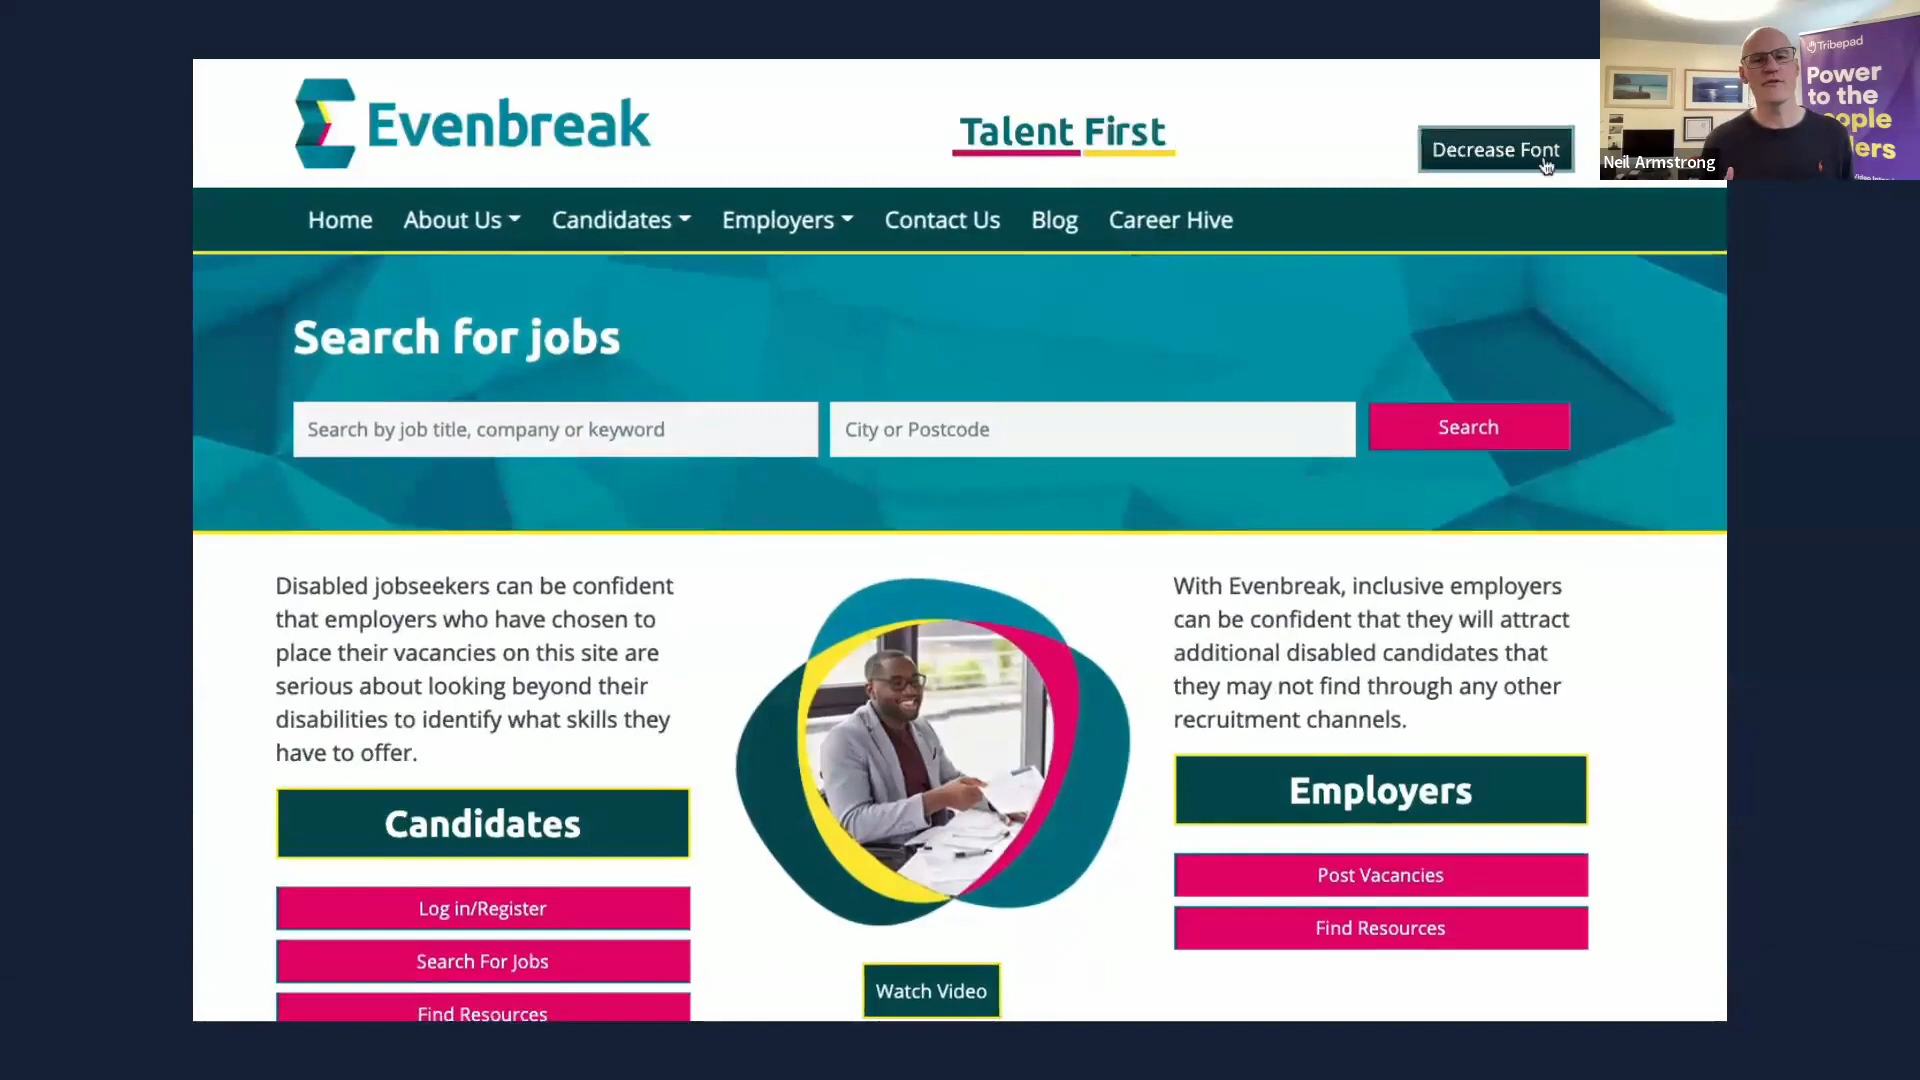 Evenbreak
Talent First
Decrease Font
Tribepad
Power
to the
People
Neil Armstrong
Home
About Us
Candidates
Employers
Contact Us
Blog
Career Hive
Search for jobs
Search by job title, company or keyword
City or Postcode
Search
Disabled jobseekers can be confident
that employers who have chosen to
place their vacancies on this site are
serious about looking beyond their
disabilities to identify what skills they
have to offer.
Candidates
Log in/Register
Search For Jobs
Find Resources
Watch Video
With Evenbreak, inclusive employers
can be confident that they will attract
additional disabled candidates that
they may not find through any other
recruitment channels.
Employers
Post Vacancies
Find Resources